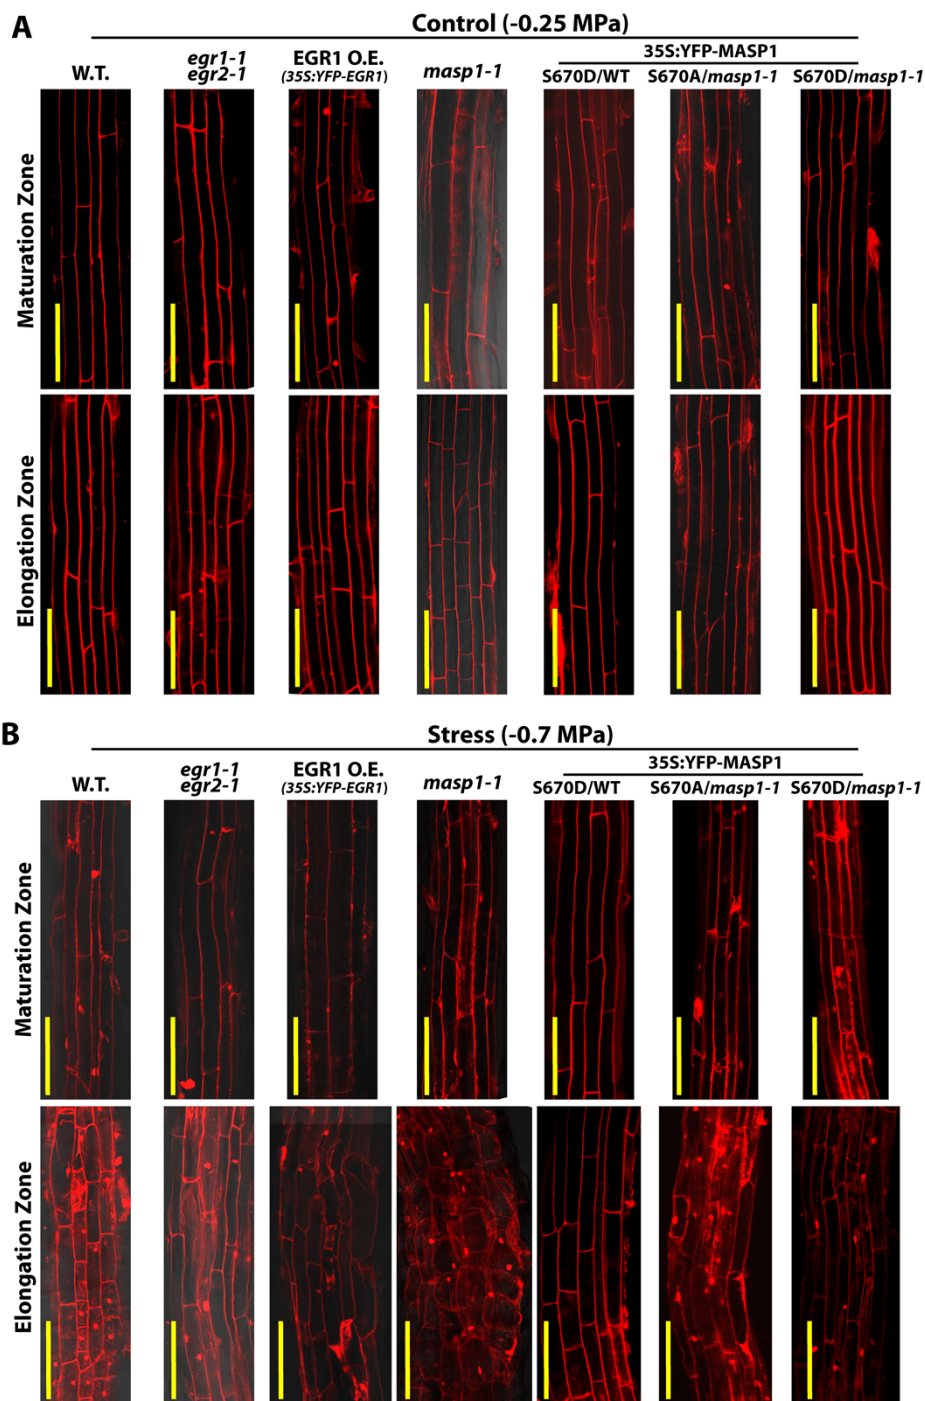 A
Control (-0.25 MPa)
W.T.
egr1-1
egr2-1
EGR1 O.E.
(35S:YFP-EGR1)
masp1-1
35S:YFP-MASP1
S670D/WT
S670A/masp1-1
S670D/masp1-1
Maturation Zone
Elongation Zone
B
Stress (-0.7 MPa)
W.T.
egr1-1
egr2-1
EGR1 O.E.
(35S:YFP-EGR1)
masp1-1
35S:YFP-MASP1
S670D/WT
S670A/masp1-1
S670D/masp1-1
Maturation Zone
Elongation Zone